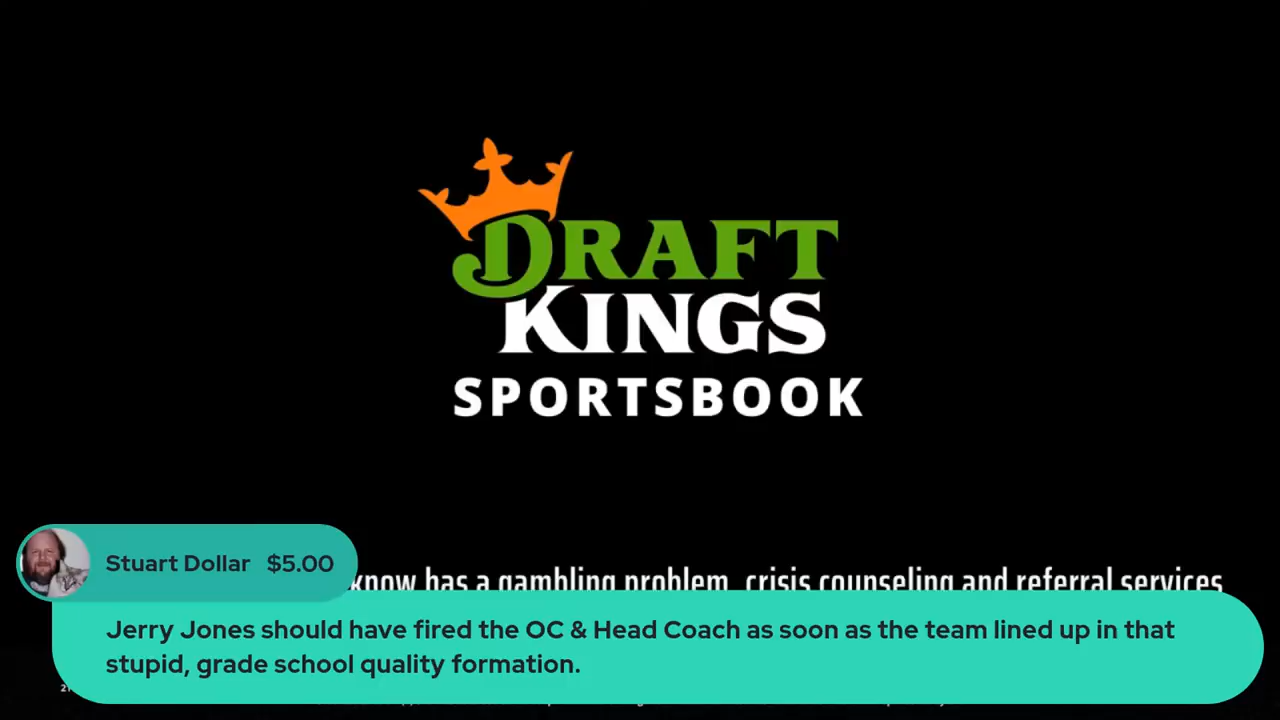 DRAFT
KINGS
SPORTSBOOK
Stuart Dollar $5.00
know has a gambling problem, crisis counseling and referral services
Jerry Jones should have fired the OC & Head Coach as soon as the team lined up in that
stupid, grade school quality formation.